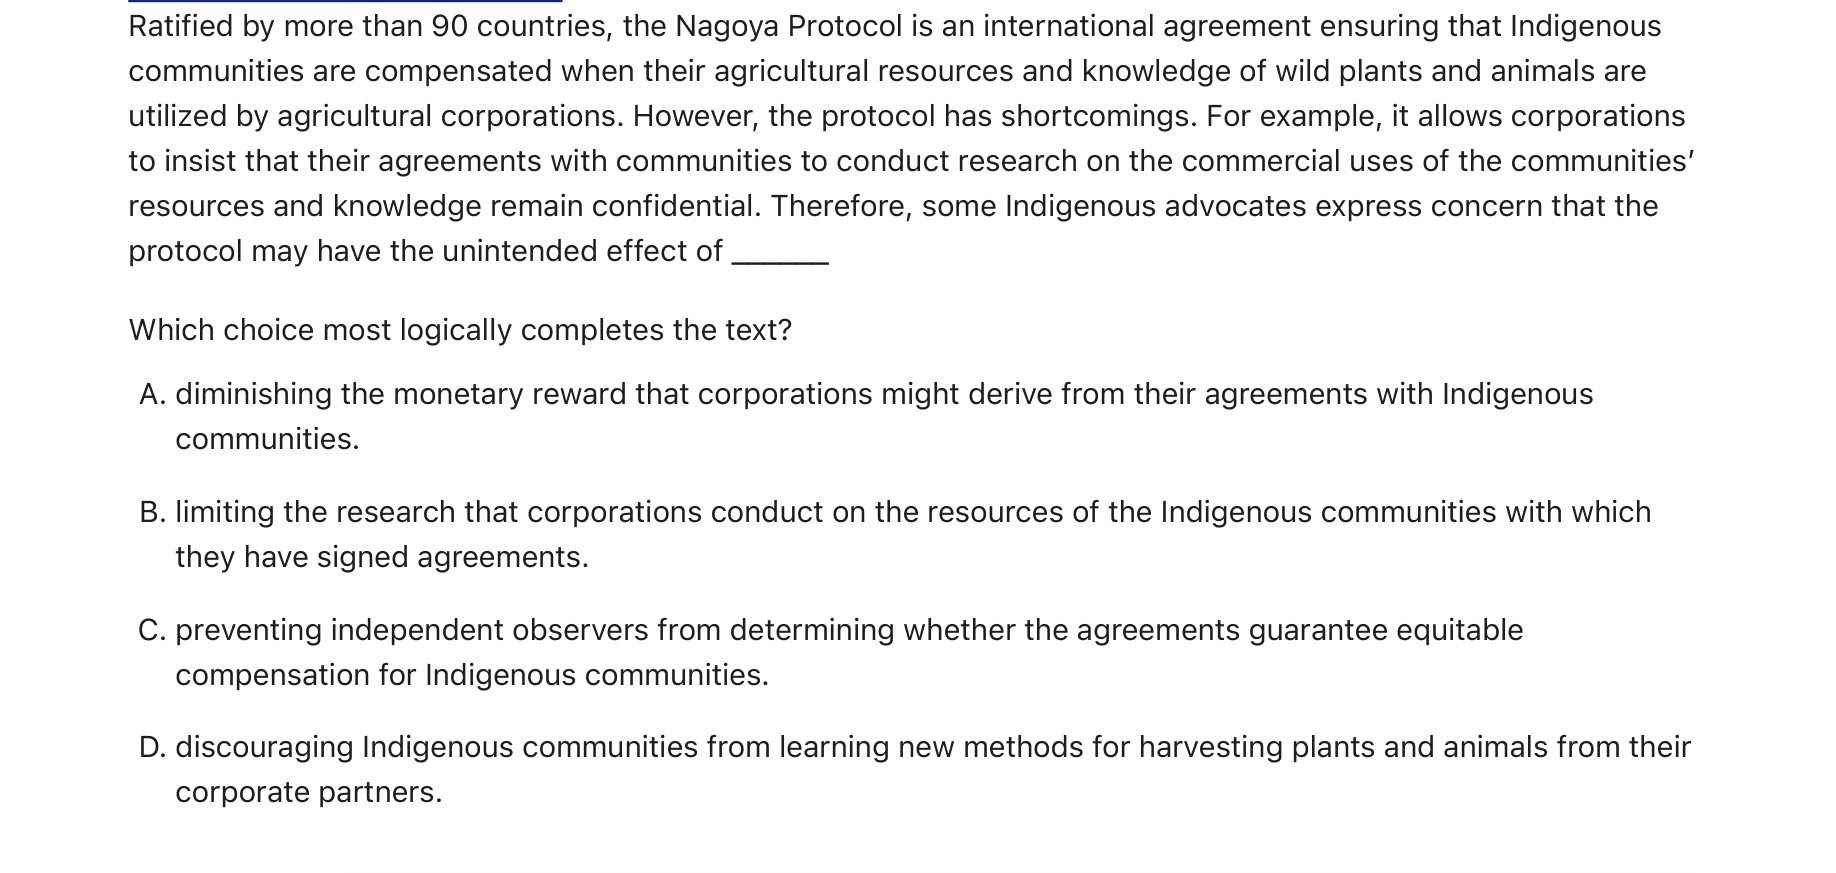 Ratified by more than 90 countries, the Nagoya Protocol is an international agreement ensuring that Indigenous
communities are compensated when their agricultural resources and knowledge of wild plants and animals are
utilized by agricultural corporations. However, the protocol has shortcomings. For example, it allows corporations
to insist that their agreements with communities to conduct research on the commercial uses of the communities’
resources and knowledge remain confidential. Therefore, some Indigenous advocates express concern that the
protocol may have the unintended effect of ______
Which choice most logically completes the text?
A. diminishing the monetary reward that corporations might derive from their agreements with Indigenous
communities.
B. limiting the research that corporations conduct on the resources of the Indigenous communities with which
they have signed agreements.
C. preventing independent observers from determining whether the agreements guarantee equitable
compensation for Indigenous communities.
D. discouraging Indigenous communities from learning new methods for harvesting plants and animals from their
corporate partners.